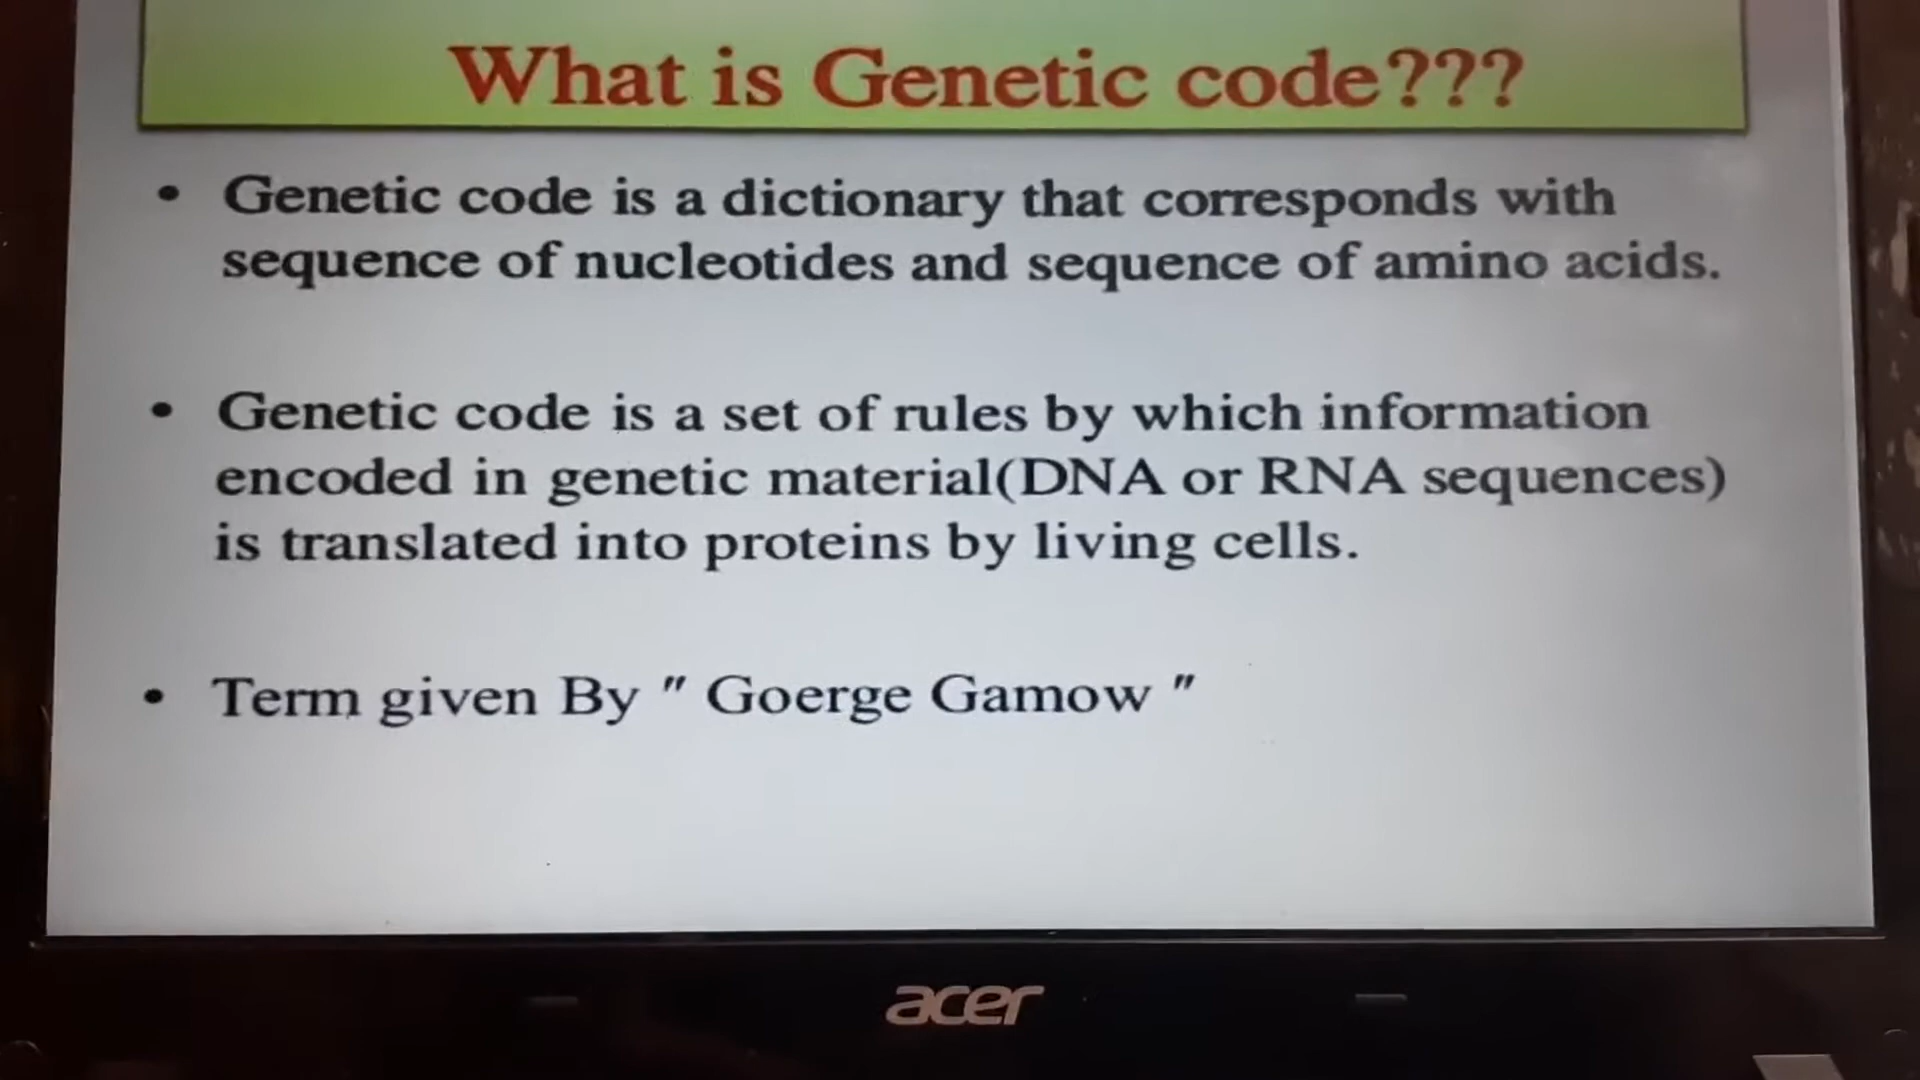 What is Genetic code???
• Genetic code is a dictionary that corresponds with
sequence of nucleotides and sequence of amino acids.
• Genetic code is a set of rules by which information
encoded in genetic material(DNA or RNA sequences)
is translated into proteins by living cells.
• Term given By " Goerge Gamow "
acer